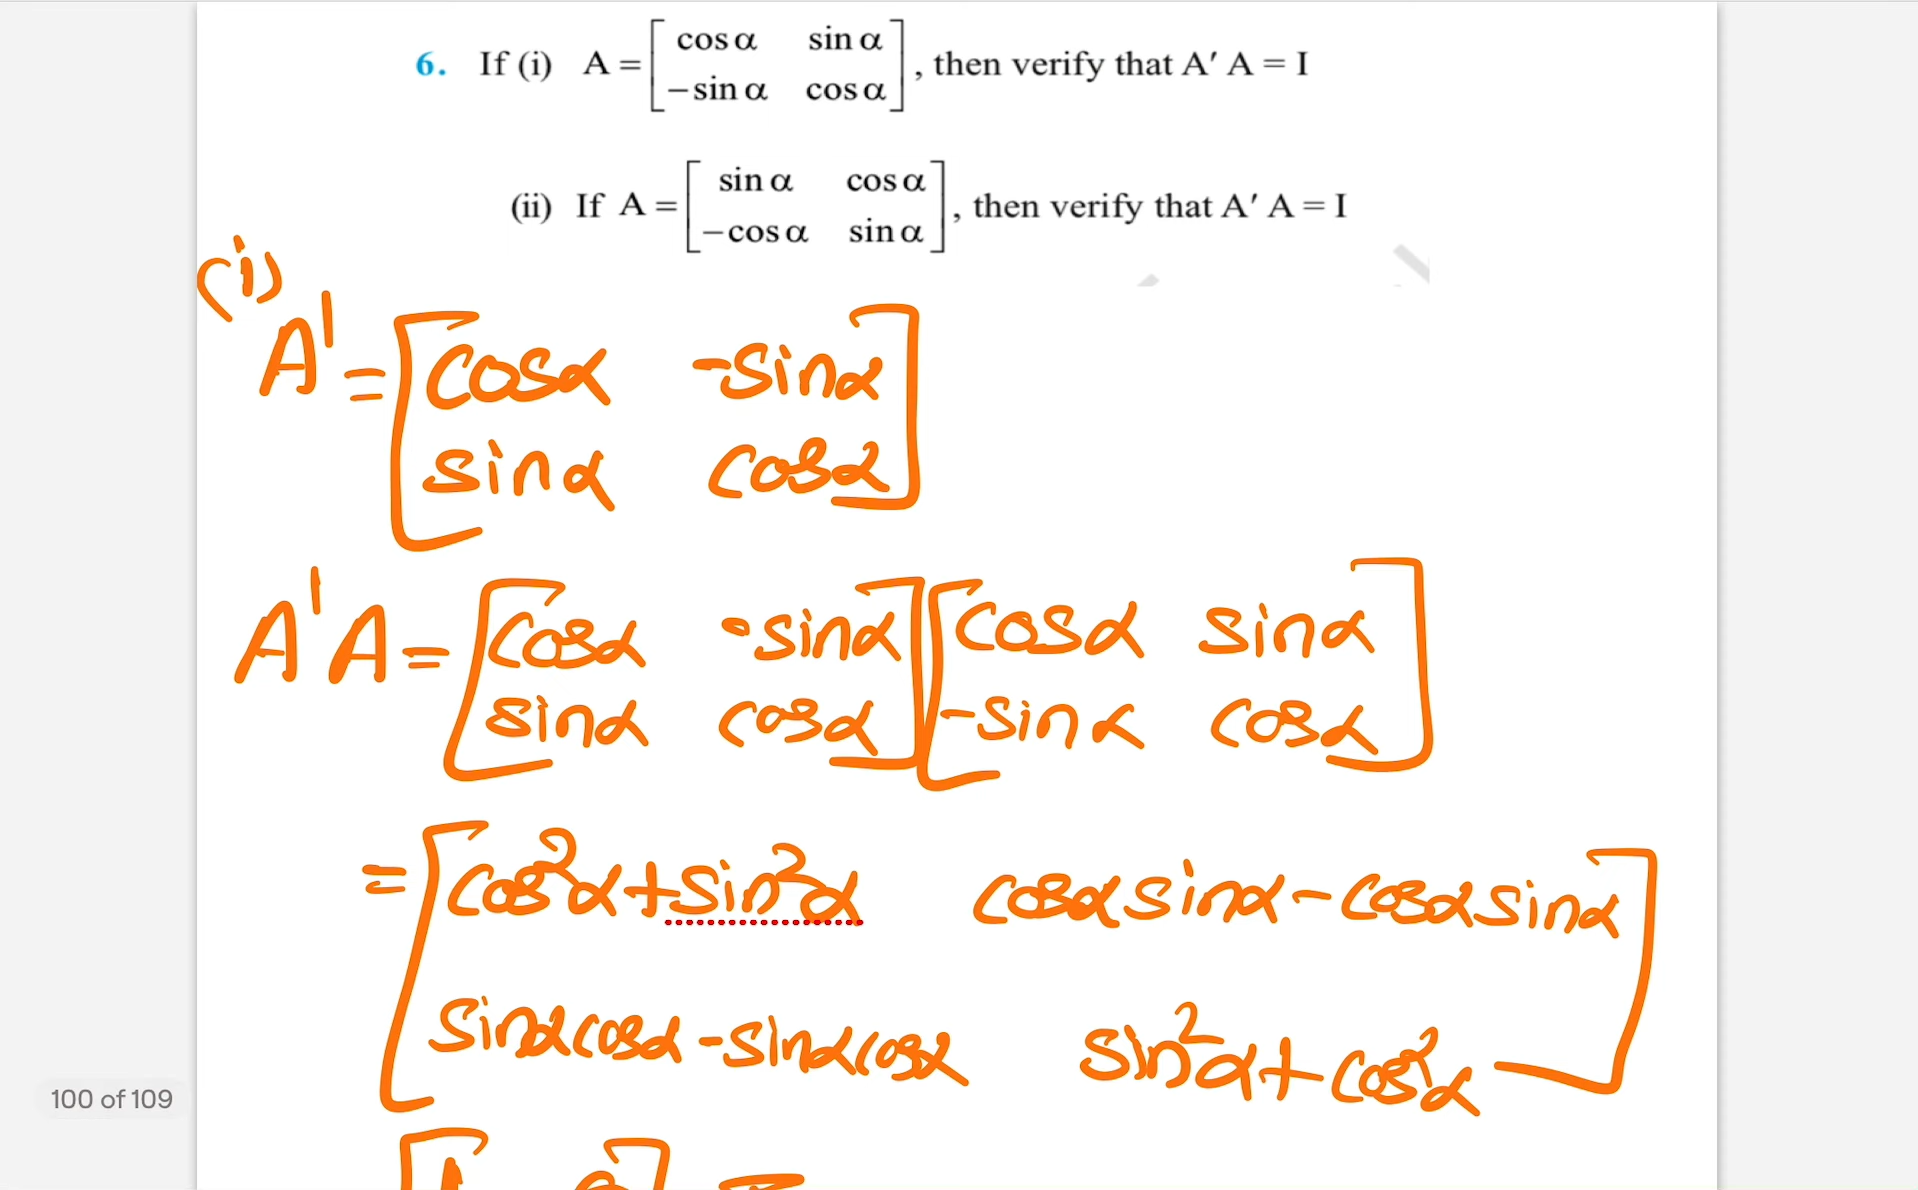 6. If (i) A = [cos α sin α
−sin α cos α], then verify that A′ A = I
(ii) If A = [sin α cos α
−cos α sin α], then verify that A′ A = I
(i)
A' = [cosα -sinα
sinα cosα]
A'A = [cosα -sinα][cosα sinα
sinα cosα][-sinα cosα]
= [cos²α+sin²α cosαsinα-cosαsinα
sinαcosα-sinαcosα sin²α+cos²α]
100 of 109